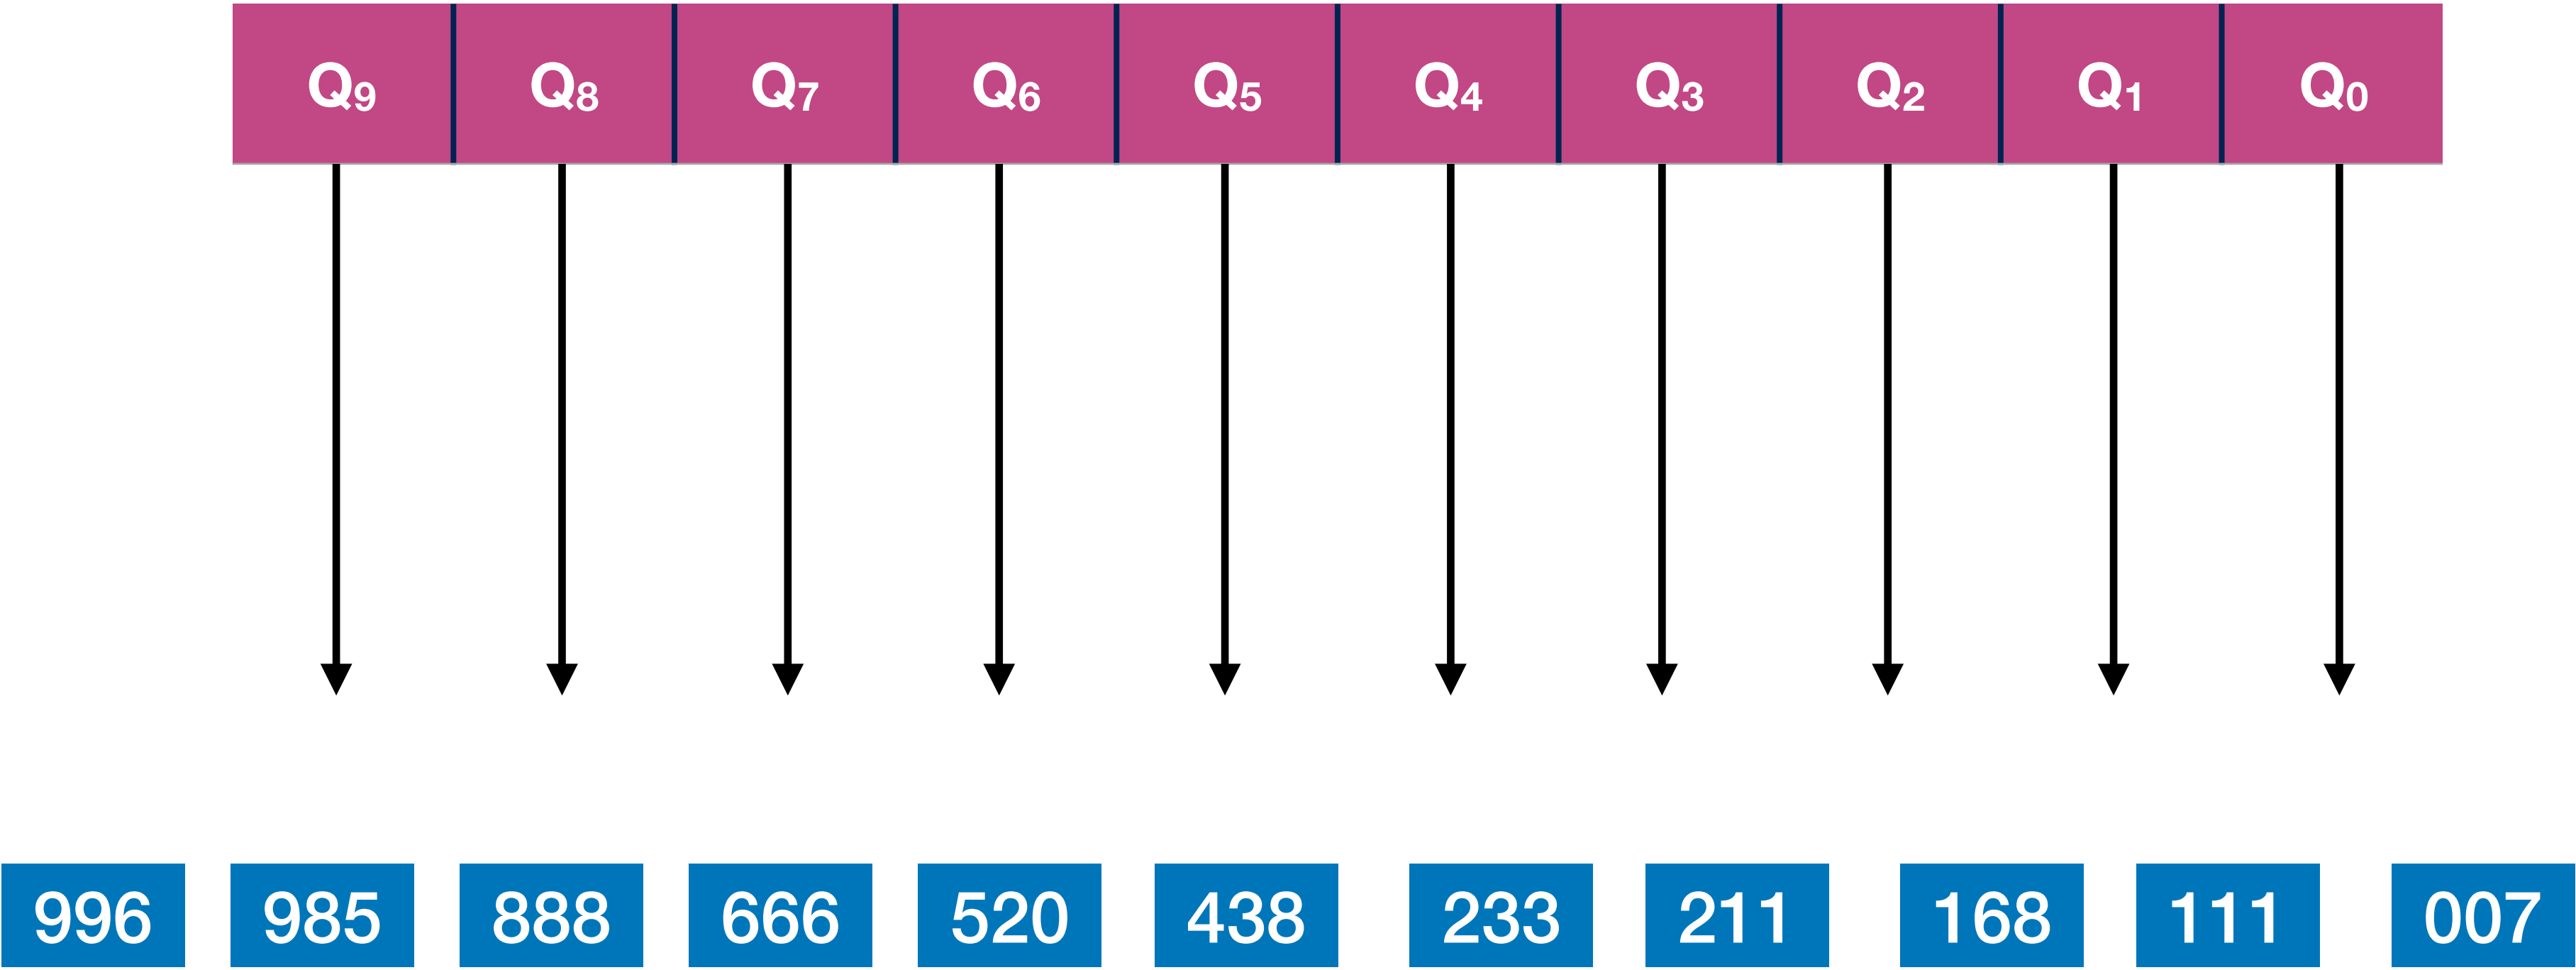 Q₉ Q₈ Q₇ Q₆ Q₅ Q₄ Q₃ Q₂ Q₁ Q₀
996 985 888 666 520 438 233 211 168 111 007